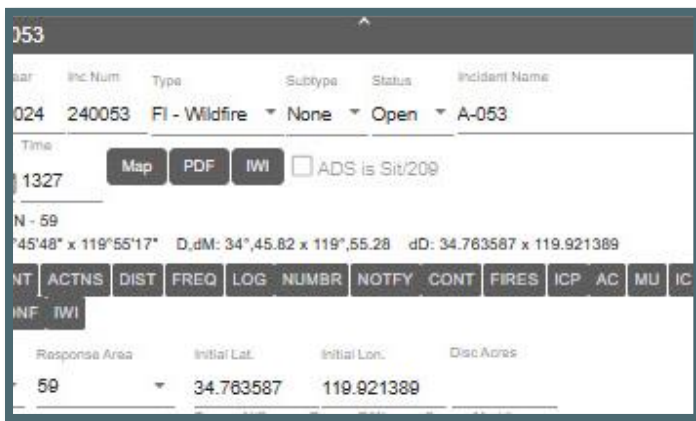 053
ear Inc Num Type Subtype Status Incident Name
024 240053 FI - Wildfire None Open A-053
Time
1327 Map PDF IWI ADS is Sit/209
N - 59
°45'48" x 119°55'17" D,dM: 34°,45.82 x 119°,55.28 dD: 34.763587 x 119.921389
NT ACTNS DIST FREQ LOG NUMBR NOTFY CONT FIRES ICP AC MU IC
ONF IWI
Response Area Initial Lat. Initial Lon. Disc Acres
59 34.763587 119.921389